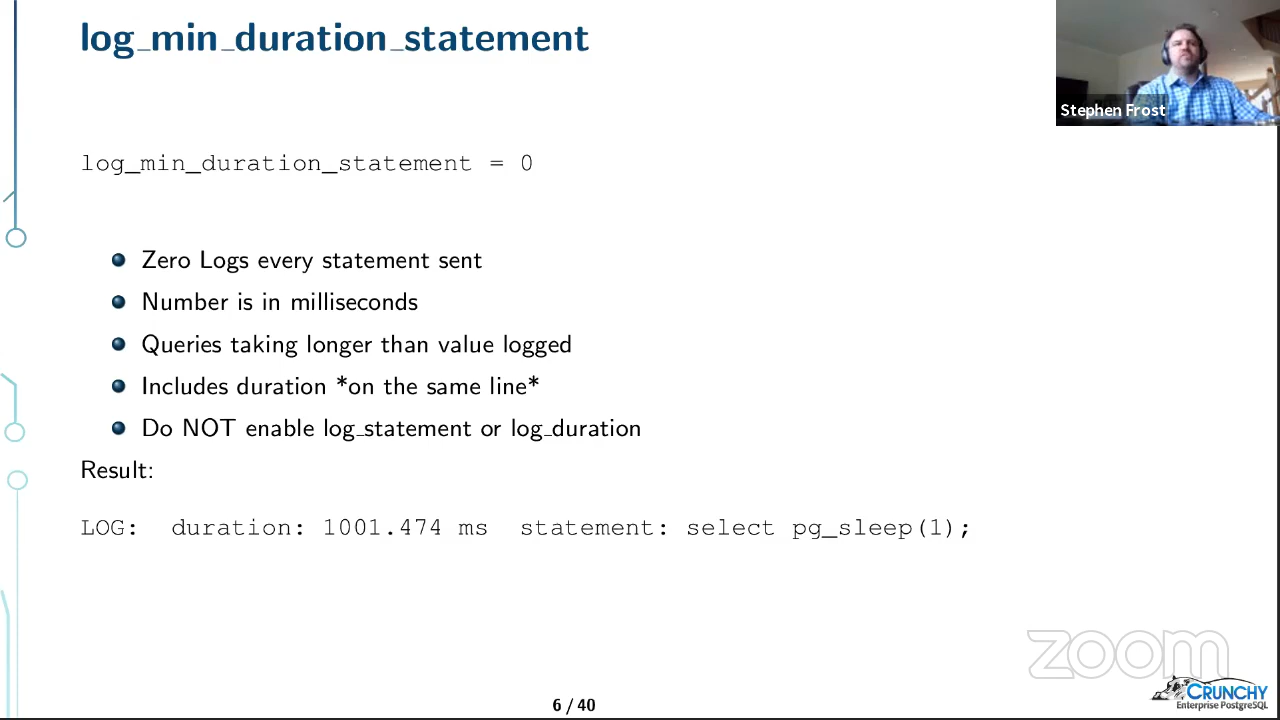 log_min_duration_statement
Stephen Frost
log_min_duration_statement = 0
Zero Logs every statement sent
Number is in milliseconds
Queries taking longer than value logged
Includes duration *on the same line*
Do NOT enable log_statement or log_duration
Result:
LOG:  duration: 1001.474 ms  statement: select pg_sleep(1);
zoom
CRUNCHY
Enterprise PostgreSQL
6 / 40